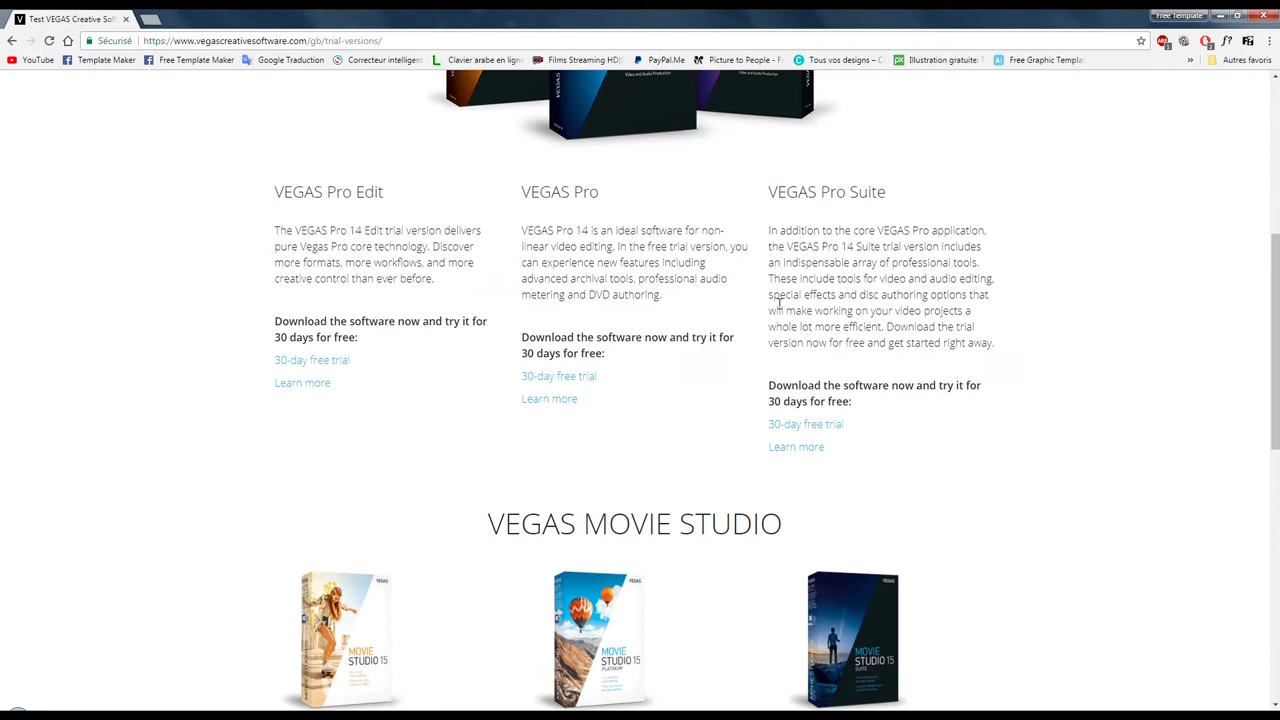 Test VEGAS Creative Soft
Free Template
Sécurisé
https://www.vegascreativesoftware.com/gb/trial-versions/
YouTube
Template Maker
Free Template Maker
Google Traduction
Correcteur intelligent
Clavier arabe en ligne
Films Streaming HD
PayPal.Me
Picture to People - F
Tous vos designs – C
Illustration gratuite: T
Free Graphic Templa
»
Autres favoris
Video and Audio Production
VEGAS Pro Edit
The VEGAS Pro 14 Edit trial version delivers
pure Vegas Pro core technology. Discover
more formats, more workflows, and more
creative control than ever before.
Download the software now and try it for
30 days for free:
30-day free trial
Learn more
VEGAS Pro
VEGAS Pro 14 is an ideal software for non-
linear video editing. In the free trial version, you
can experience new features including
advanced archival tools, professional audio
metering and DVD authoring.
Download the software now and try it for
30 days for free:
30-day free trial
Learn more
VEGAS Pro Suite
In addition to the core VEGAS Pro application,
the VEGAS Pro 14 Suite trial version includes
an indispensable array of professional tools.
These include tools for video and audio editing,
special effects and disc authoring options that
will make working on your video projects a
whole lot more efficient. Download the trial
version now for free and get started right away.
Download the software now and try it for
30 days for free:
30-day free trial
Learn more
VEGAS MOVIE STUDIO
VEGAS
MOVIE
STUDIO 15
VEGAS
MOVIE
STUDIO 15
PLATINUM
VEGAS
MOVIE
STUDIO 15
SUITE